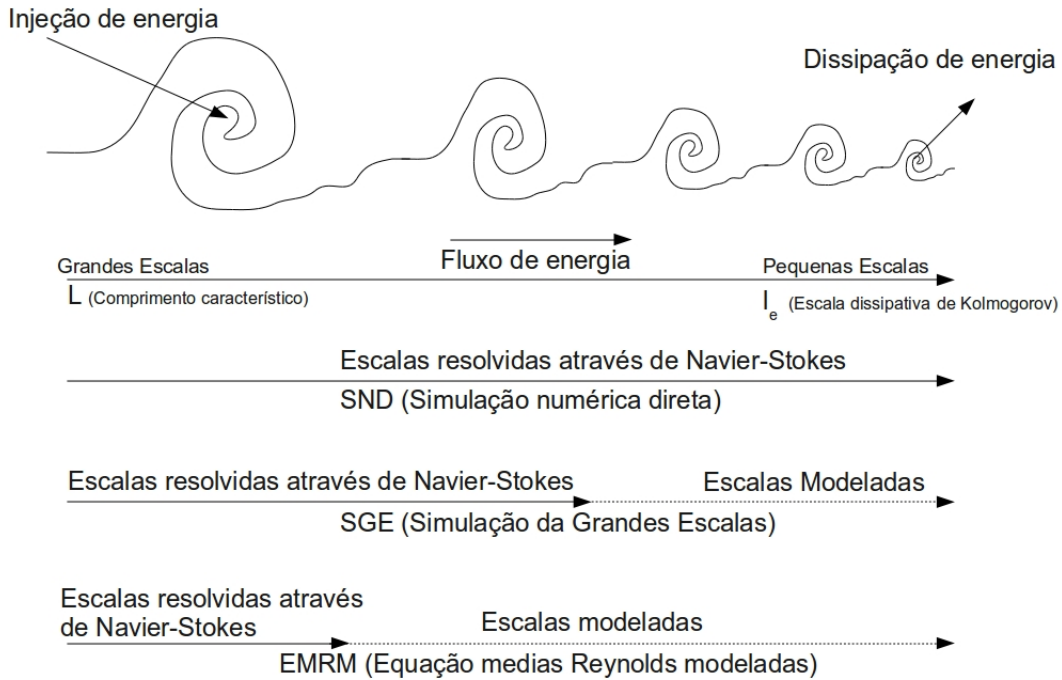 Injeção de energia
Dissipação de energia
Fluxo de energia
Grandes Escalas
Pequenas Escalas
L (Comprimento característico)
l_e (Escala dissipativa de Kolmogorov)
Escalas resolvidas através de Navier-Stokes
SND (Simulação numérica direta)
Escalas resolvidas através de Navier-Stokes
Escalas Modeladas
SGE (Simulação da Grandes Escalas)
Escalas resolvidas através
de Navier-Stokes
Escalas modeladas
EMRM (Equação medias Reynolds modeladas)